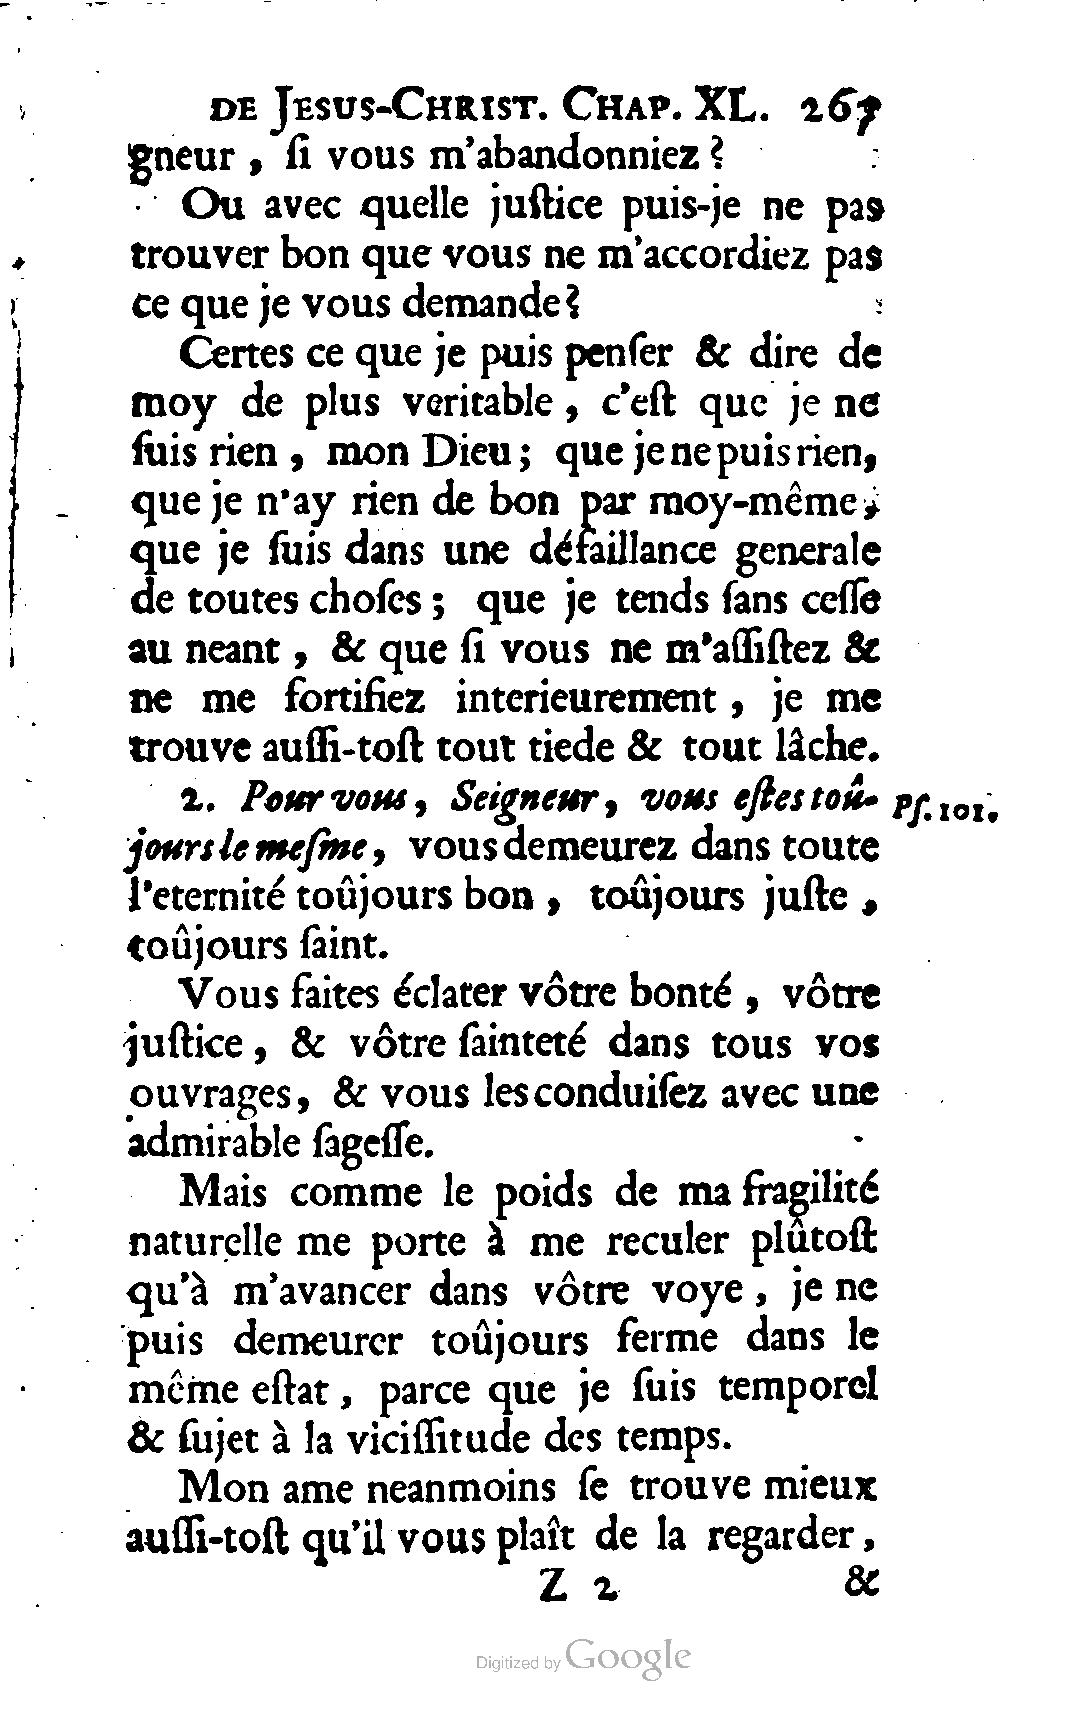 DE JESUS-CHRIST. CHAP. XL. 267
gneur, ſi vous m'abandonniez?
Ou avec quelle juſtice puis-je ne pas
trouver bon que vous ne m'accordiez pas
ce que je vous demande?
Certes ce que je puis penſer & dire de
moy de plus veritable, c'eſt que je ne
ſuis rien, mon Dieu; que je ne puis rien,
que je n'ay rien de bon par moy-même;
que je ſuis dans une défaillance generale
de toutes choſes; que je tends ſans ceſſe
au neant, & que ſi vous ne m'aſſiſtez &
ne me fortifiez interieurement, je me
trouve auſſi-toſt tout tiede & tout lâche.
2. Pour vous, Seigneur, vous eſtes toû- Pſ. 101.
jours le meſme, vous demeurez dans toute
l'eternité toûjours bon, toûjours juſte,
toûjours ſaint.
Vous faites éclater vôtre bonté, vôtre
juſtice, & vôtre ſainteté dans tous vos
ouvrages, & vous les conduiſez avec une
admirable ſageſſe.
Mais comme le poids de ma fragilité
naturelle me porte à me reculer plûtoſt
qu'à m'avancer dans vôtre voye, je ne
puis demeurer toûjours ferme dans le
même eſtat, parce que je ſuis temporel
& ſujet à la viciſſitude des temps.
Mon ame neanmoins ſe trouve mieux
auſſi-toſt qu'il vous plaît de la regarder,
Z 2 &
Digitized by Google